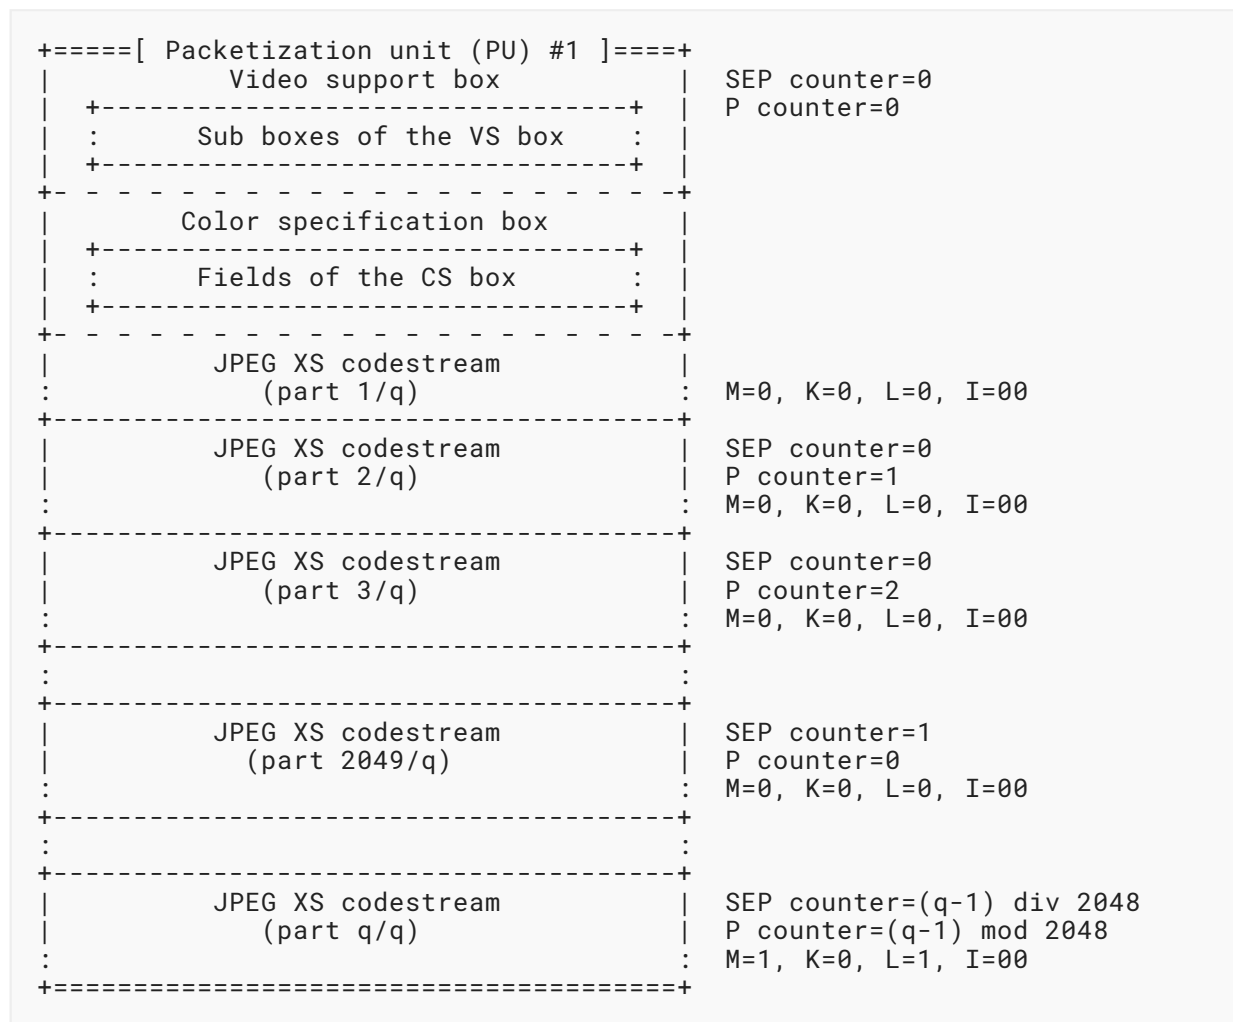 +=====[ Packetization unit (PU) #1 ]====+
|           Video support box           |  SEP counter=0
|  +---------------------------------+  |  P counter=0
|  :      Sub boxes of the VS box    :  |
|  +---------------------------------+  |
+- - - - - - - - - - - - - - - - - - - -+
|        Color specification box        |
|  +---------------------------------+  |
|  :      Fields of the CS box       :  |
|  +---------------------------------+  |
+- - - - - - - - - - - - - - - - - - - -+
|          JPEG XS codestream           |
:             (part 1/q)                :  M=0, K=0, L=0, I=00
+---------------------------------------+
|          JPEG XS codestream           |  SEP counter=0
|             (part 2/q)                |  P counter=1
:                                       :  M=0, K=0, L=0, I=00
+---------------------------------------+
|          JPEG XS codestream           |  SEP counter=0
|             (part 3/q)                |  P counter=2
:                                       :  M=0, K=0, L=0, I=00
+---------------------------------------+
:                                       :
+---------------------------------------+
|          JPEG XS codestream           |  SEP counter=1
|            (part 2049/q)              |  P counter=0
:                                       :  M=0, K=0, L=0, I=00
+---------------------------------------+
:                                       :
+---------------------------------------+
|          JPEG XS codestream           |  SEP counter=(q-1) div 2048
|             (part q/q)                |  P counter=(q-1) mod 2048
:                                       :  M=1, K=0, L=1, I=00
+=======================================+